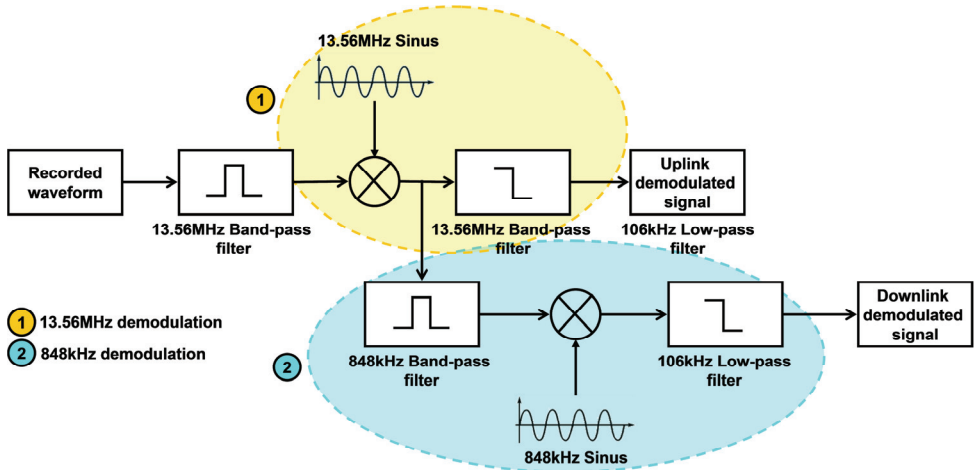 13.56MHz Sinus
1
Recorded
waveform
13.56MHz Band-pass
filter
13.56MHz Band-pass
filter
Uplink
demodulated
signal
106kHz Low-pass
filter
1 13.56MHz demodulation
2 848kHz demodulation
2
848kHz Band-pass
filter
106kHz Low-pass
filter
Downlink
demodulated
signal
848kHz Sinus